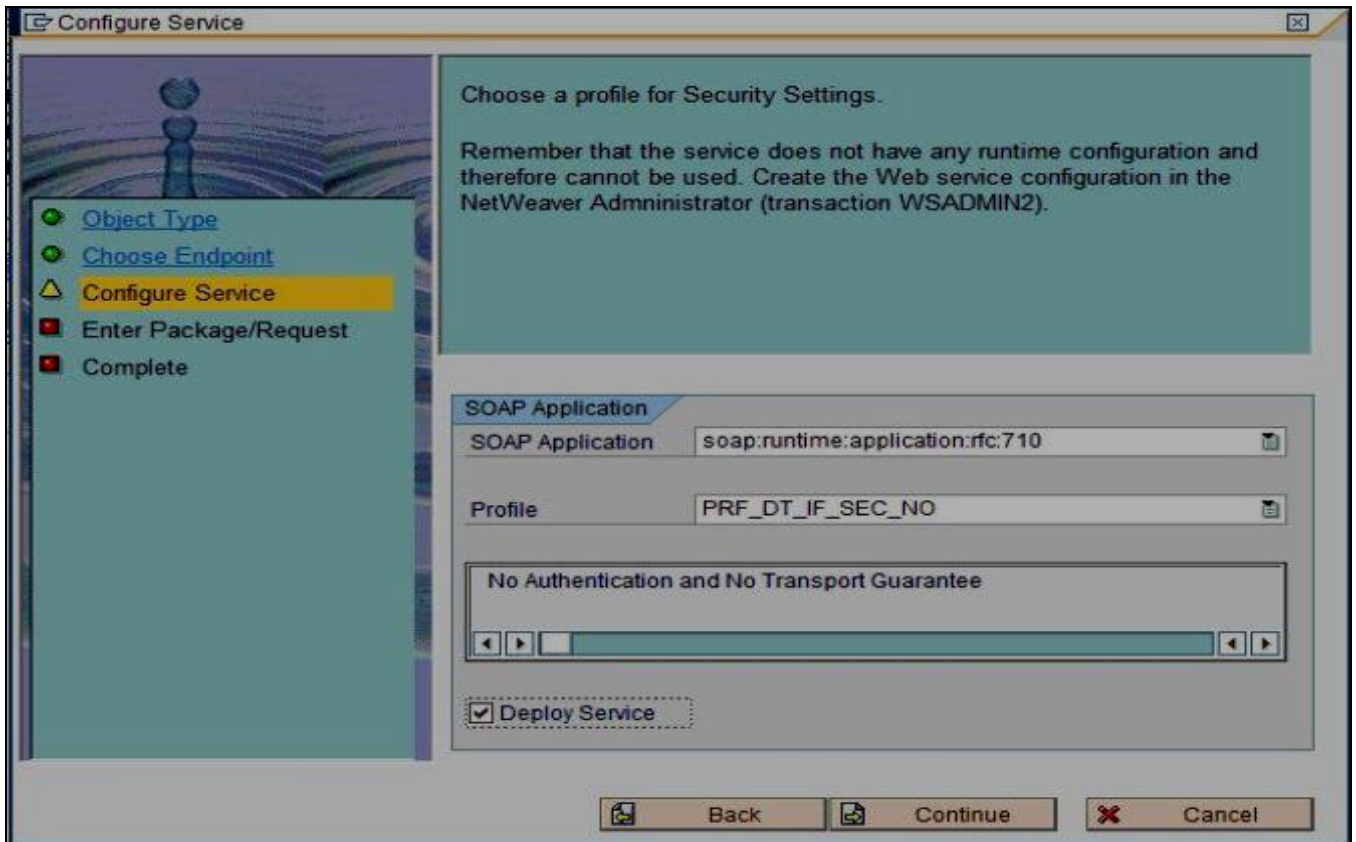 Configure Service
Choose a profile for Security Settings.
Remember that the service does not have any runtime configuration and
therefore cannot be used. Create the Web service configuration in the
NetWeaver Admninistrator (transaction WSADMIN2).
Object Type
Choose Endpoint
Configure Service
Enter Package/Request
Complete
SOAP Application
SOAP Application soap:runtime:application:rfc:710
Profile PRF_DT_IF_SEC_NO
No Authentication and No Transport Guarantee
Deploy Service
Back Continue Cancel